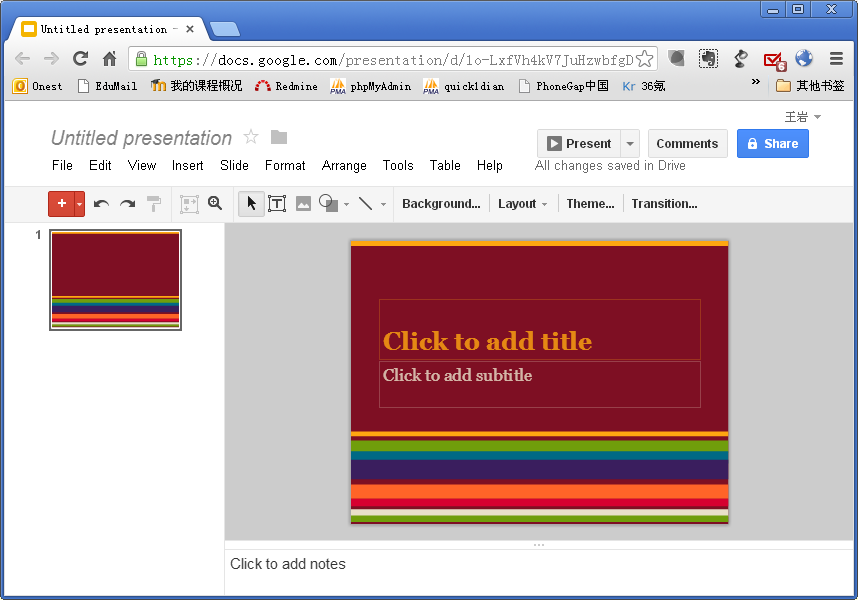 Untitled presentation -
https://docs.google.com/presentation/d/1o-LxfVh4kV7JuHzwbfgD
Onest EduMail 我的课程概况 Redmine phpMyAdmin quick1dian PhoneGap中国 Kr 36氪 » 其他书签
王岩
Untitled presentation
Present Comments Share
File Edit View Insert Slide Format Arrange Tools Table Help All changes saved in Drive
Background... Layout Theme... Transition...
1
Click to add title
Click to add subtitle
Click to add notes